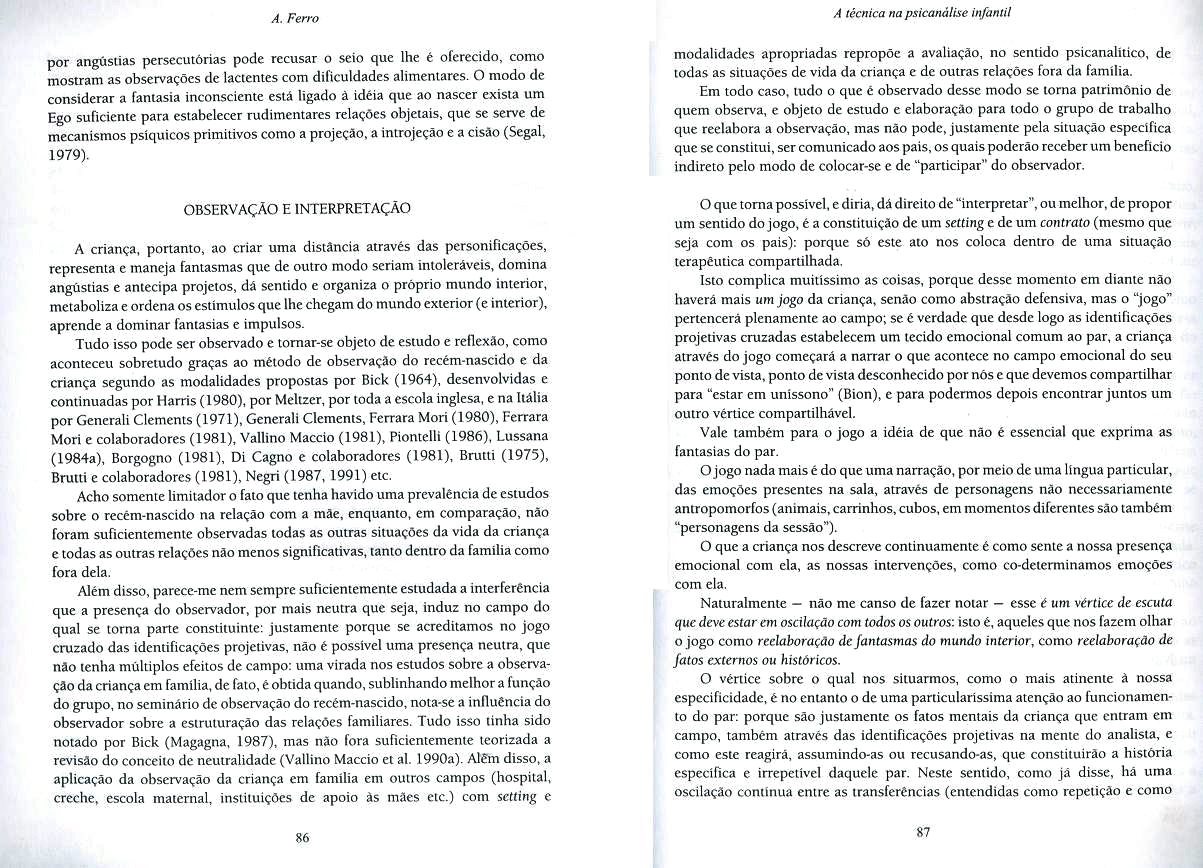 A. Ferro
por angústias persecutórias pode recusar o seio que lhe é oferecido, como
mostram as observações de lactentes com dificuldades alimentares. O modo de
considerar a fantasia inconsciente está ligado à idéia que ao nascer exista um
Ego suficiente para estabelecer rudimentares relações objetais, que se serve de
mecanismos psíquicos primitivos como a projeção, a introjeção e a cisão (Segal,
1979).
OBSERVAÇÃO E INTERPRETAÇÃO
A criança, portanto, ao criar uma distância através das personificações,
representa e maneja fantasmas que de outro modo seriam intoleráveis, domina
angústias e antecipa projetos, dá sentido e organiza o próprio mundo interior,
metaboliza e ordena os estímulos que lhe chegam do mundo exterior (e interior),
aprende a dominar fantasias e impulsos.
Tudo isso pode ser observado e tornar-se objeto de estudo e reflexão, como
aconteceu sobretudo graças ao método de observação do recém-nascido e da
criança segundo as modalidades propostas por Bick (1964), desenvolvidas e
continuadas por Harris (1980), por Meltzer, por toda a escola inglesa, e na Itália
por Generali Clements (1971), Generali Clements, Ferrara Mori (1980), Ferrara
Mori e colaboradores (1981), Vallino Maccio (1981), Piontelli (1986), Lussana
(1984a), Borgogno (1981), Di Cagno e colaboradores (1981), Brutti (1975),
Brutti e colaboradores (1981), Negri (1987, 1991) etc.
Acho somente limitador o fato que tenha havido uma prevalência de estudos
sobre o recém-nascido na relação com a mãe, enquanto, em comparação, não
foram suficientemente observadas todas as outras situações da vida da criança
e todas as outras relações não menos significativas, tanto dentro da família como
fora dela.
Além disso, parece-me nem sempre suficientemente estudada a interferência
que a presença do observador, por mais neutra que seja, induz no campo do
qual se torna parte constituinte: justamente porque se acreditamos no jogo
cruzado das identificações projetivas, não é possível uma presença neutra, que
não tenha múltiplos efeitos de campo: uma virada nos estudos sobre a observa-
ção da criança em família, de fato, é obtida quando, sublinhando melhor a função
do grupo, no seminário de observação do recém-nascido, nota-se a influência do
observador sobre a estruturação das relações familiares. Tudo isso tinha sido
notado por Bick (Magagna, 1987), mas não fora suficientemente teorizada a
revisão do conceito de neutralidade (Vallino Maccio et al. 1990a). Além disso, a
aplicação da observação da criança em família em outros campos (hospital,
creche, escola maternal, instituições de apoio às mães etc.) com setting e
86
A técnica na psicanálise infantil
modalidades apropriadas repropõe a avaliação, no sentido psicanalítico, de
todas as situações de vida da criança e de outras relações fora da família.
Em todo caso, tudo o que é observado desse modo se torna patrimônio de
quem observa, e objeto de estudo e elaboração para todo o grupo de trabalho
que reelabora a observação, mas não pode, justamente pela situação específica
que se constitui, ser comunicado aos pais, os quais poderão receber um benefício
indireto pelo modo de colocar-se e de “participar” do observador.
O que torna possível, e diria, dá direito de “interpretar”, ou melhor, de propor
um sentido do jogo, é a constituição de um setting e de um contrato (mesmo que
seja com os pais): porque só este ato nos coloca dentro de uma situação
terapêutica compartilhada.
Isto complica muitíssimo as coisas, porque desse momento em diante não
haverá mais um jogo da criança, senão como abstração defensiva, mas o “jogo”
pertencerá plenamente ao campo; se é verdade que desde logo as identificações
projetivas cruzadas estabelecem um tecido emocional comum ao par, a criança
através do jogo começará a narrar o que acontece no campo emocional do seu
ponto de vista, ponto de vista desconhecido por nós e que devemos compartilhar
para “estar em uníssono” (Bion), e para podermos depois encontrar juntos um
outro vértice compartilhável.
Vale também para o jogo a idéia de que não é essencial que exprima as
fantasias do par.
O jogo nada mais é do que uma narração, por meio de uma língua particular,
das emoções presentes na sala, através de personagens não necessariamente
antropomorfos (animais, carrinhos, cubos, em momentos diferentes são também
“personagens da sessão”).
O que a criança nos descreve continuamente é como sente a nossa presença
emocional com ela, as nossas intervenções, como co-determinamos emoções
com ela.
Naturalmente — não me canso de fazer notar — esse é um vértice de escuta
que deve estar em oscilação com todos os outros: isto é, aqueles que nos fazem olhar
o jogo como reelaboração de fantasmas do mundo interior, como reelaboração de
fatos externos ou históricos.
O vértice sobre o qual nos situarmos, como o mais atinente à nossa
especificidade, é no entanto o de uma particularíssima atenção ao funcionamen-
to do par: porque são justamente os fatos mentais da criança que entram em
campo, também através das identificações projetivas na mente do analista, e
como este reagirá, assumindo-as ou recusando-as, que constituirão a história
específica e irrepetível daquele par. Neste sentido, como já disse, há uma
oscilação contínua entre as transferências (entendidas como repetição e como
87